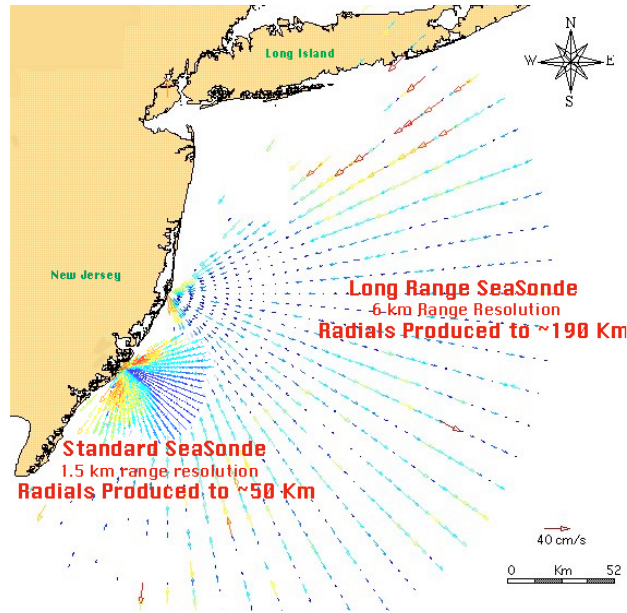 Long Island
N
W E
S
New Jersey
Long Range SeaSonde
6 km Range Resolution
Radials Produced to ~190 Km
Standard SeaSonde
1.5 km range resolution
Radials Produced to ~50 Km
40 cm/s
0 Km 52